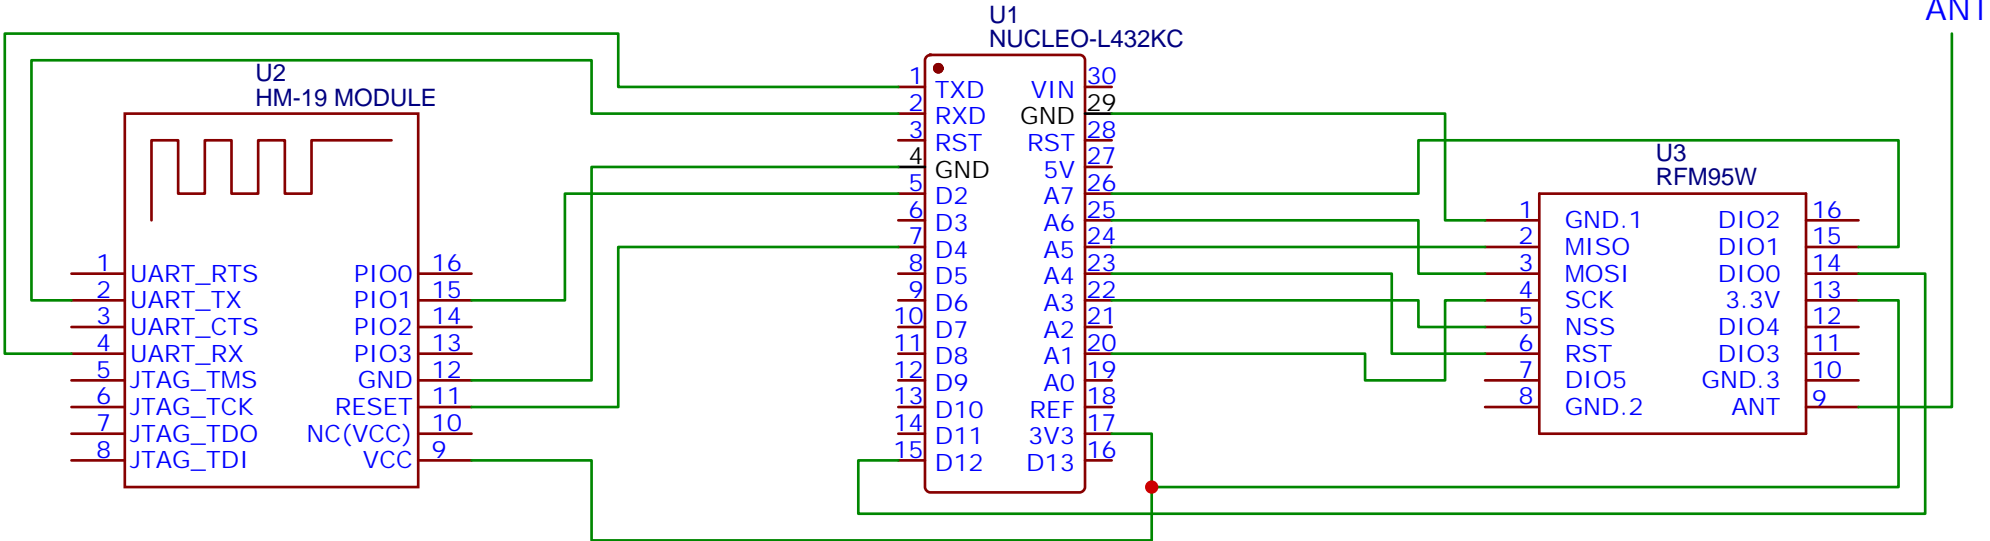 ANT
U1
NUCLEO-L432KC
U2
HM-19 MODULE
1 UART_RTS PIO0 16
2 UART_TX PIO1 15
3 UART_CTS PIO2 14
4 UART_RX PIO3 13
5 JTAG_TMS GND 12
6 JTAG_TCK RESET 11
7 JTAG_TDO NC(VCC) 10
8 JTAG_TDI VCC 9
1 TXD VIN 30
2 RXD GND 29
3 RST RST 28
4 GND 5V 27
5 D2 A7 26
6 D3 A6 25
7 D4 A5 24
8 D5 A4 23
9 D6 A3 22
10 D7 A2 21
11 D8 A1 20
12 D9 A0 19
13 D10 REF 18
14 D11 3V3 17
15 D12 D13 16
U3
RFM95W
1 GND.1 DIO2 16
2 MISO DIO1 15
3 MOSI DIO0 14
4 SCK 3.3V 13
5 NSS DIO4 12
6 RST DIO3 11
7 DIO5 GND.3 10
8 GND.2 ANT 9